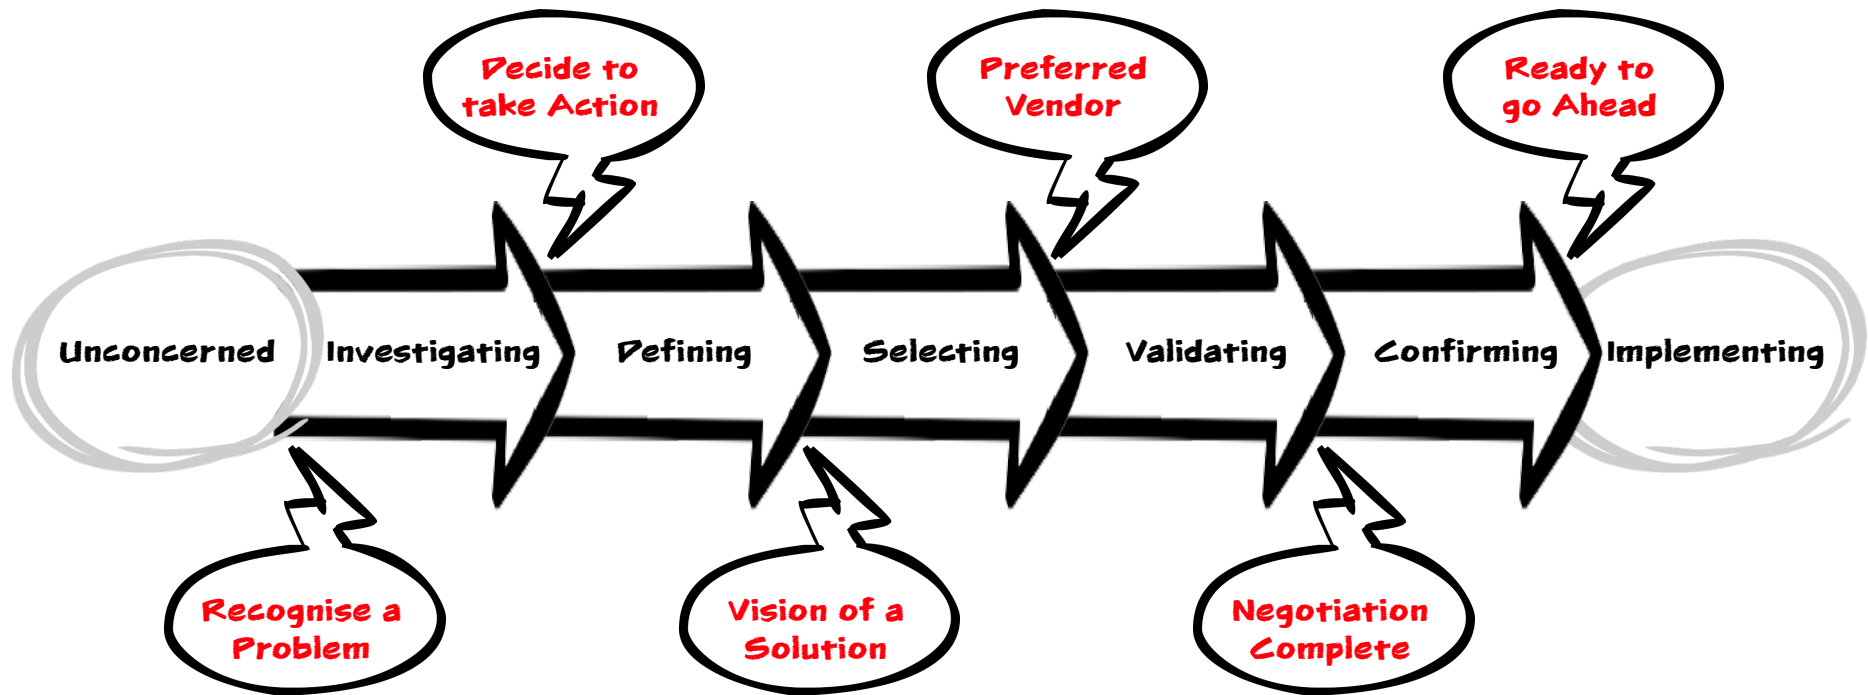 Decide to
take Action
Preferred
Vendor
Ready to
go Ahead
Unconcerned
Investigating
Defining
Selecting
Validating
Confirming
Implementing
Recognise a
Problem
Vision of a
Solution
Negotiation
Complete